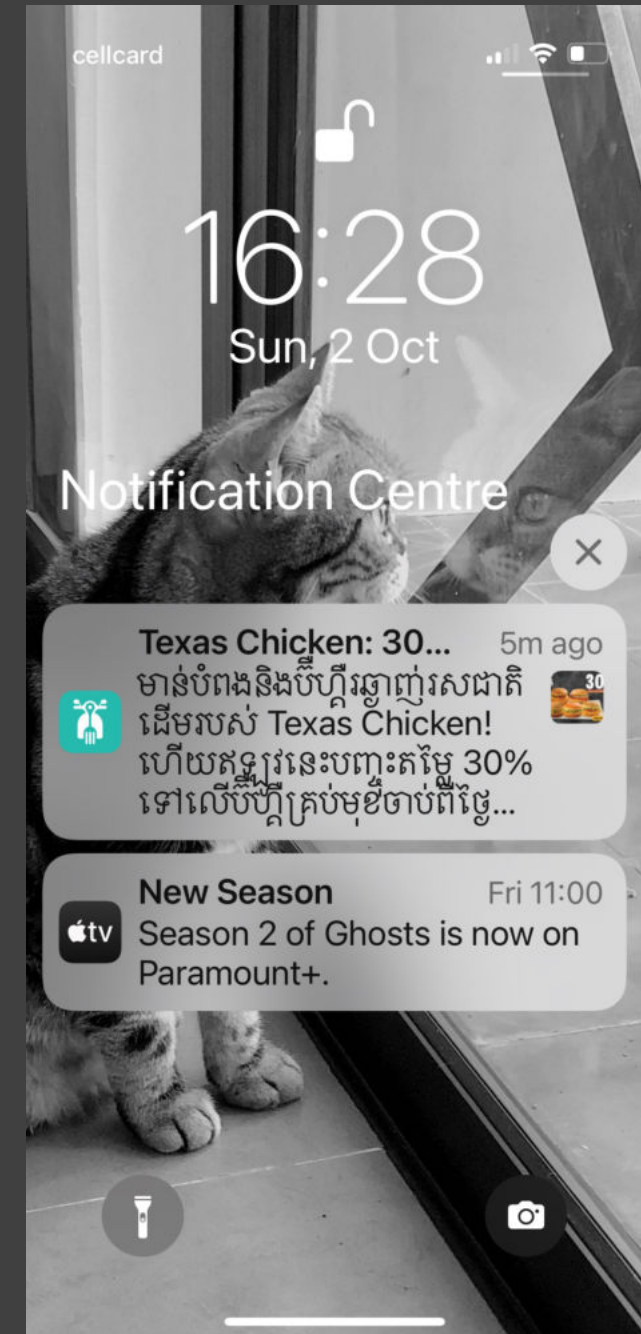 cellcard
16:28
Sun, 2 Oct
Notification Centre
Texas Chicken: 30... 5m ago
មាន់បំពងនិងប៊ឺហ្គឺរឆ្ងាញ់រសជាតិ
ដើមរបស់ Texas Chicken!
ហើយឥឡូវនេះបញ្ចុះតម្លៃ 30%
ទៅលើប៊ឺហ្គឺគ្រប់មុខចាប់ពីថ្ងៃ...
30
New Season Fri 11:00
tv
Season 2 of Ghosts is now on
Paramount+.